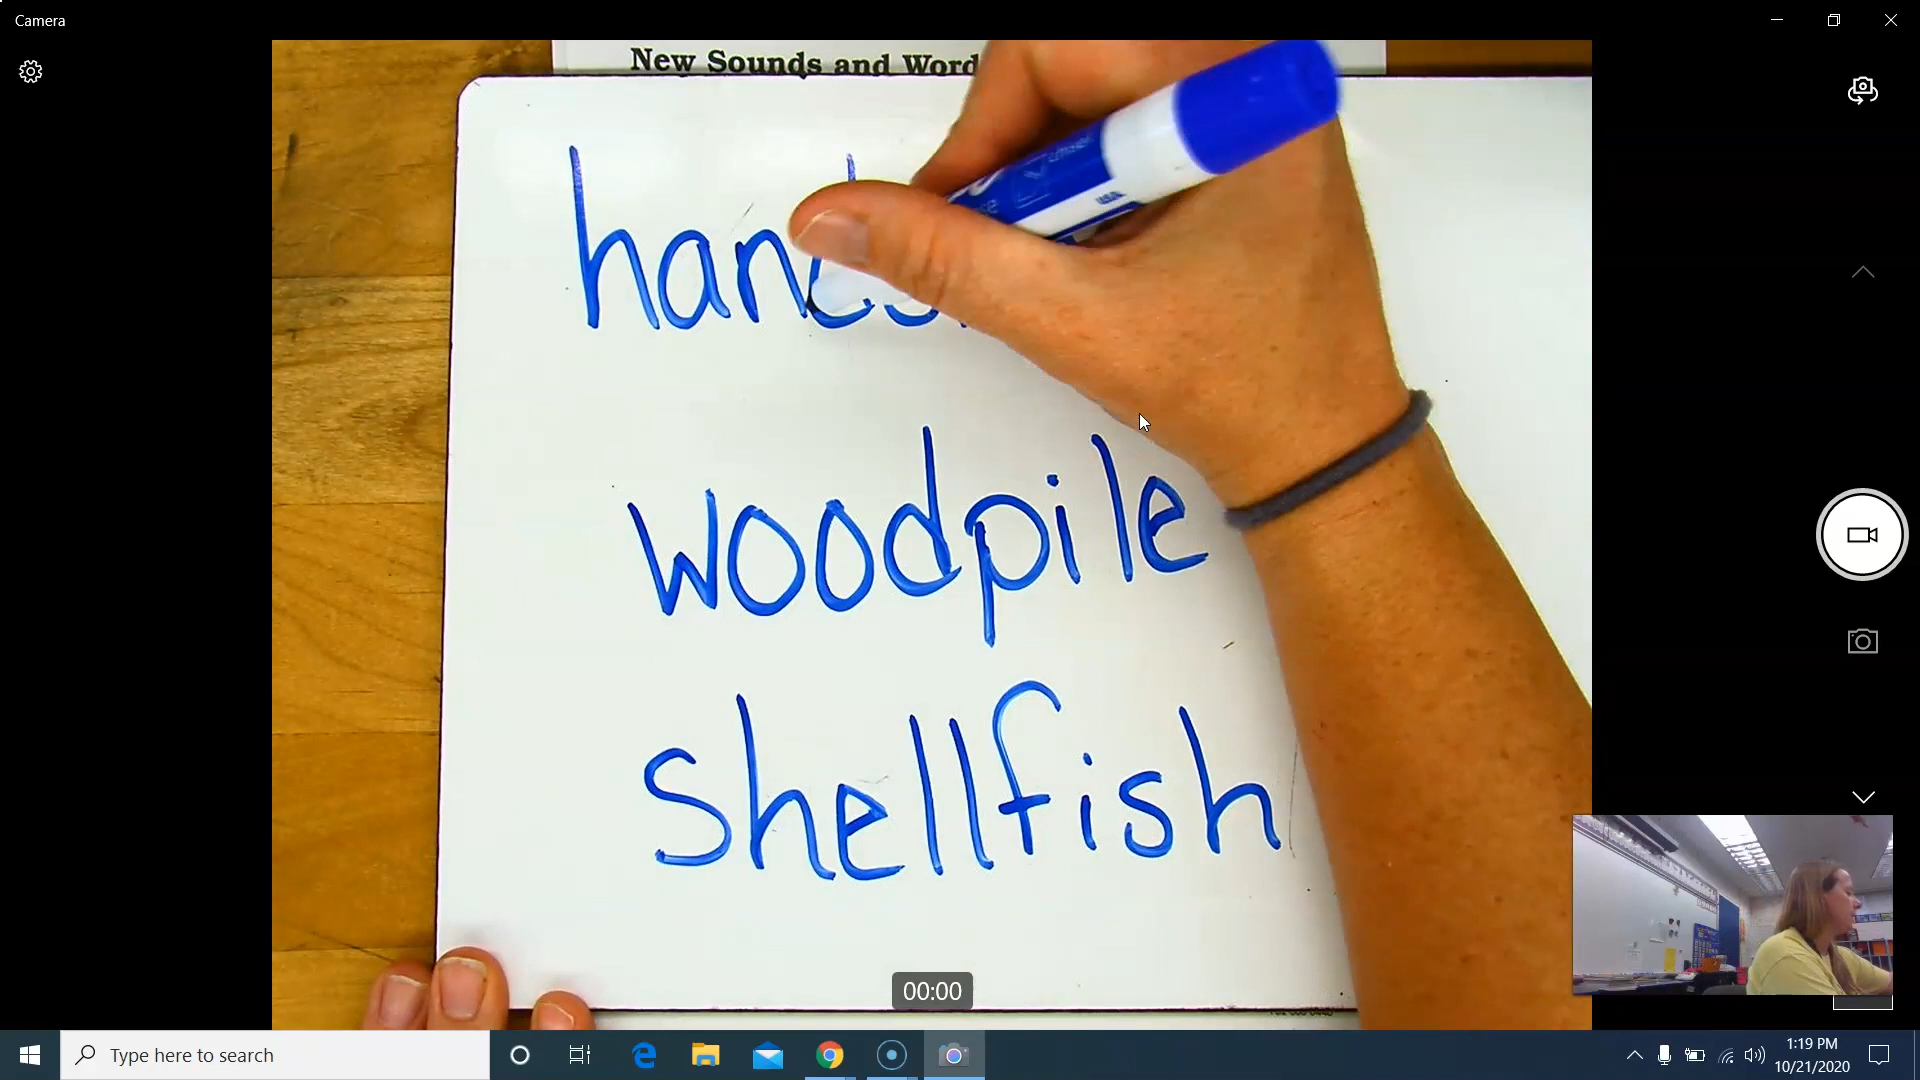 Camera
New Sounds and Word
USA
woodpile
shellfish
00:00
Type here to search
1:19 PM
10/21/2020